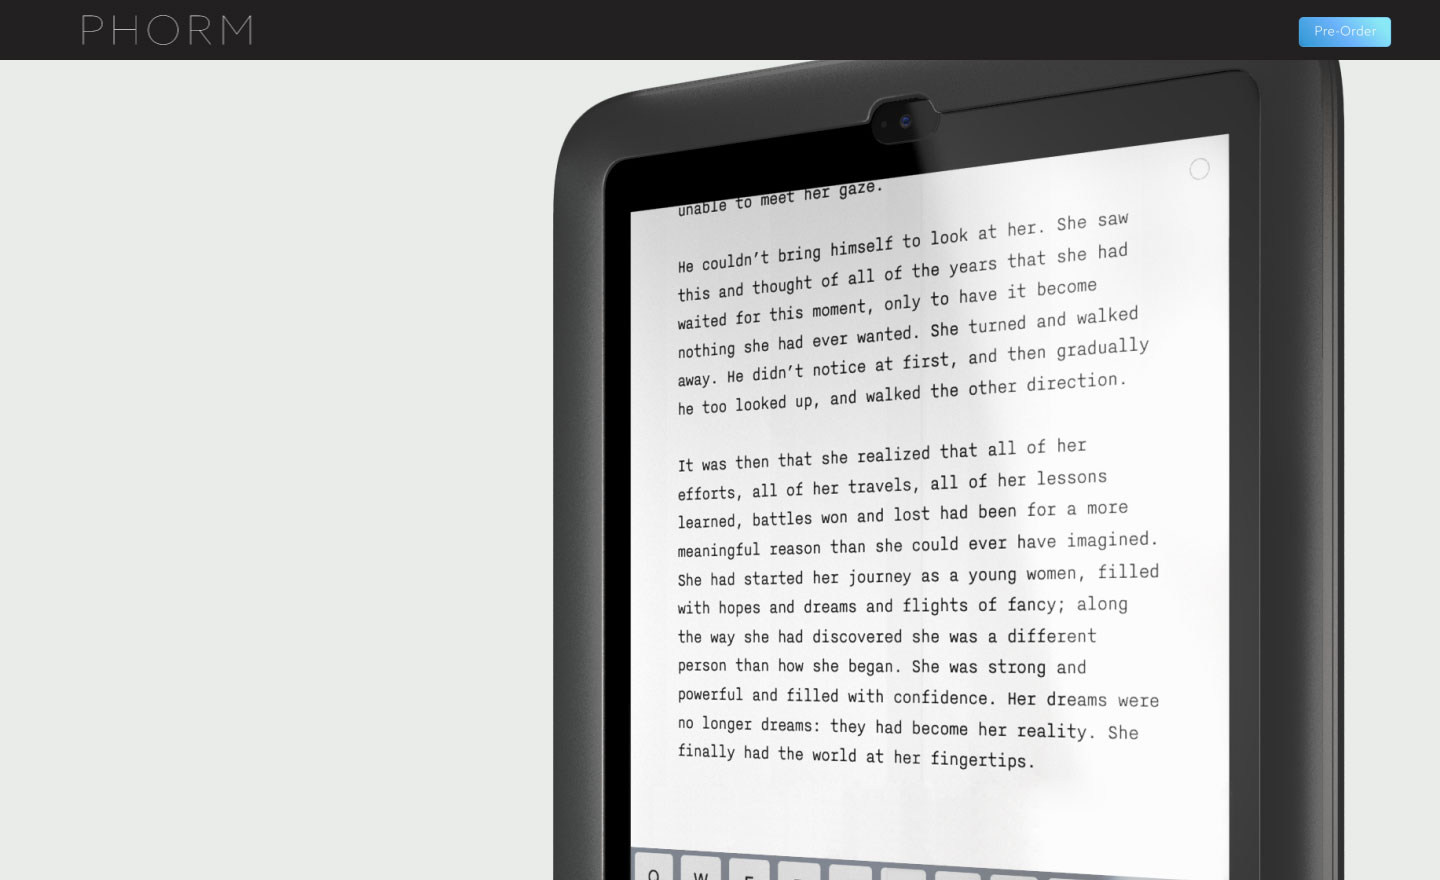 PHORM
Pre-Order
unable to meet her gaze.
He couldn't bring himself to look at her. She saw
this and thought of all of the years that she had
waited for this moment, only to have it become
nothing she had ever wanted. She turned and walked
away. He didn't notice at first, and then gradually
he too looked up, and walked the other direction.
It was then that she realized that all of her
efforts, all of her travels, all of her lessons
learned, battles won and lost had been for a more
meaningful reason than she could ever have imagined.
She had started her journey as a young women, filled
with hopes and dreams and flights of fancy; along
the way she had discovered she was a different
person than how she began. She was strong and
powerful and filled with confidence. Her dreams were
no longer dreams: they had become her reality. She
finally had the world at her fingertips.
Q W E